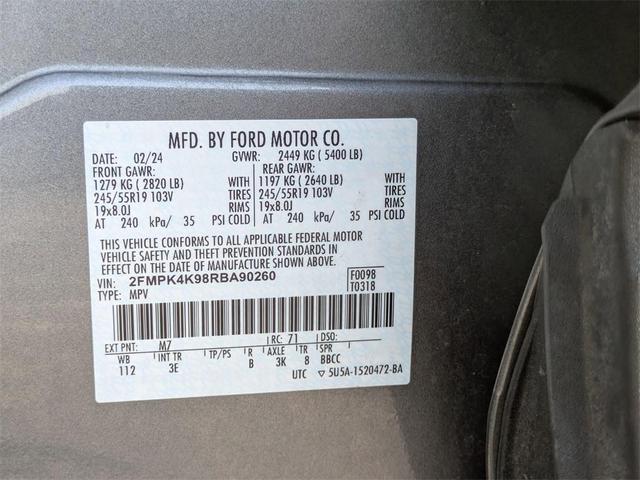 MFD. BY FORD MOTOR CO.
DATE: 02/24 GVWR: 2449 KG ( 5400 LB)
FRONT GAWR: REAR GAWR:
1279 KG ( 2820 LB) WITH 1197 KG ( 2640 LB) WITH
245/55R19 103V TIRES 245/55R19 103V TIRES
19x8.0J RIMS 19x8.0J RIMS
AT 240 kPa/ 35 PSI COLD AT 240 kPa/ 35 PSI COLD
THIS VEHICLE CONFORMS TO ALL APPLICABLE FEDERAL MOTOR
VEHICLE SAFETY AND THEFT PREVENTION STANDARDS IN
EFFECT ON THE DATE OF MANUFACTURE SHOWN ABOVE.
VIN: 2FMPK4K98RBA90260 F0098
TYPE: MPV T0318
EXT PNT: M7 RC: 71 DSO:
WB INT TR TP/PS R AXLE TR SPR
112 3E B 3K 8 BBCC
UTC ▽ 5U5A-1520472-BA